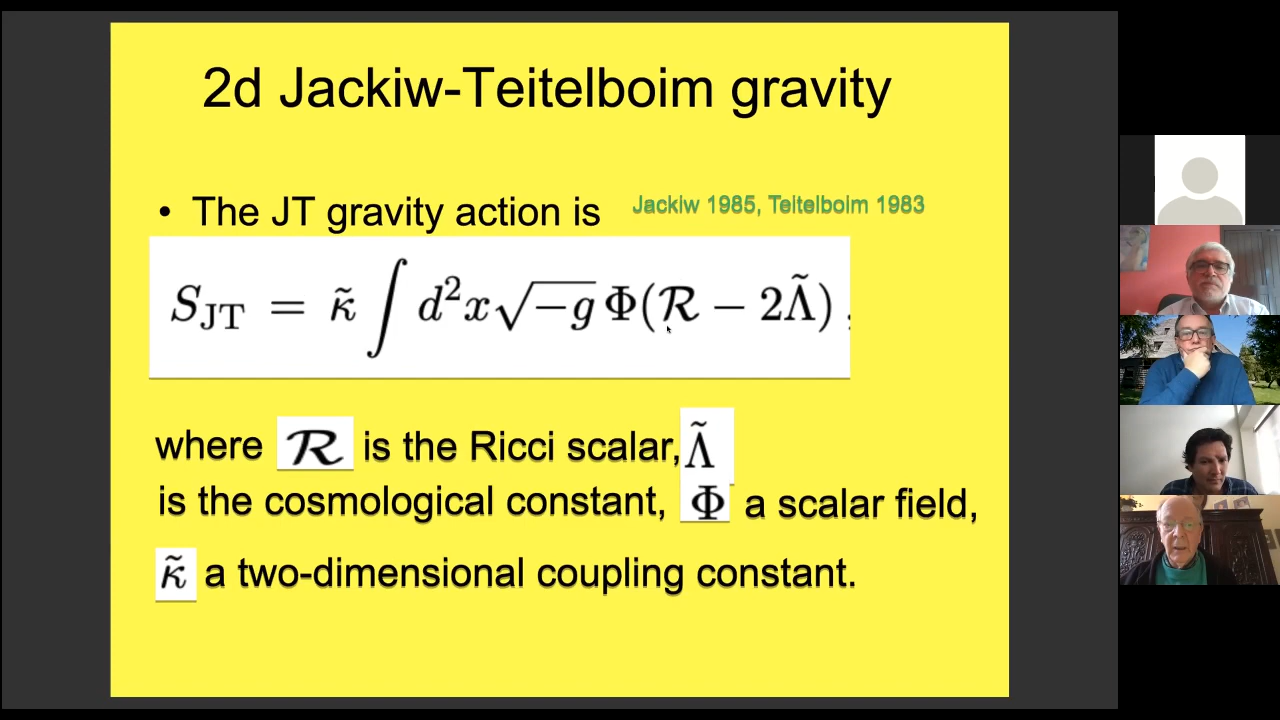 2d Jackiw-Teitelboim gravity
• The JT gravity action is Jackiw 1985, Teitelboim 1983
S_JT = κ̃ ∫ d²x√−g Φ(ℛ − 2Λ̃) ,
where ℛ is the Ricci scalar, Λ̃
is the cosmological constant, Φ a scalar field,
κ̃ a two-dimensional coupling constant.